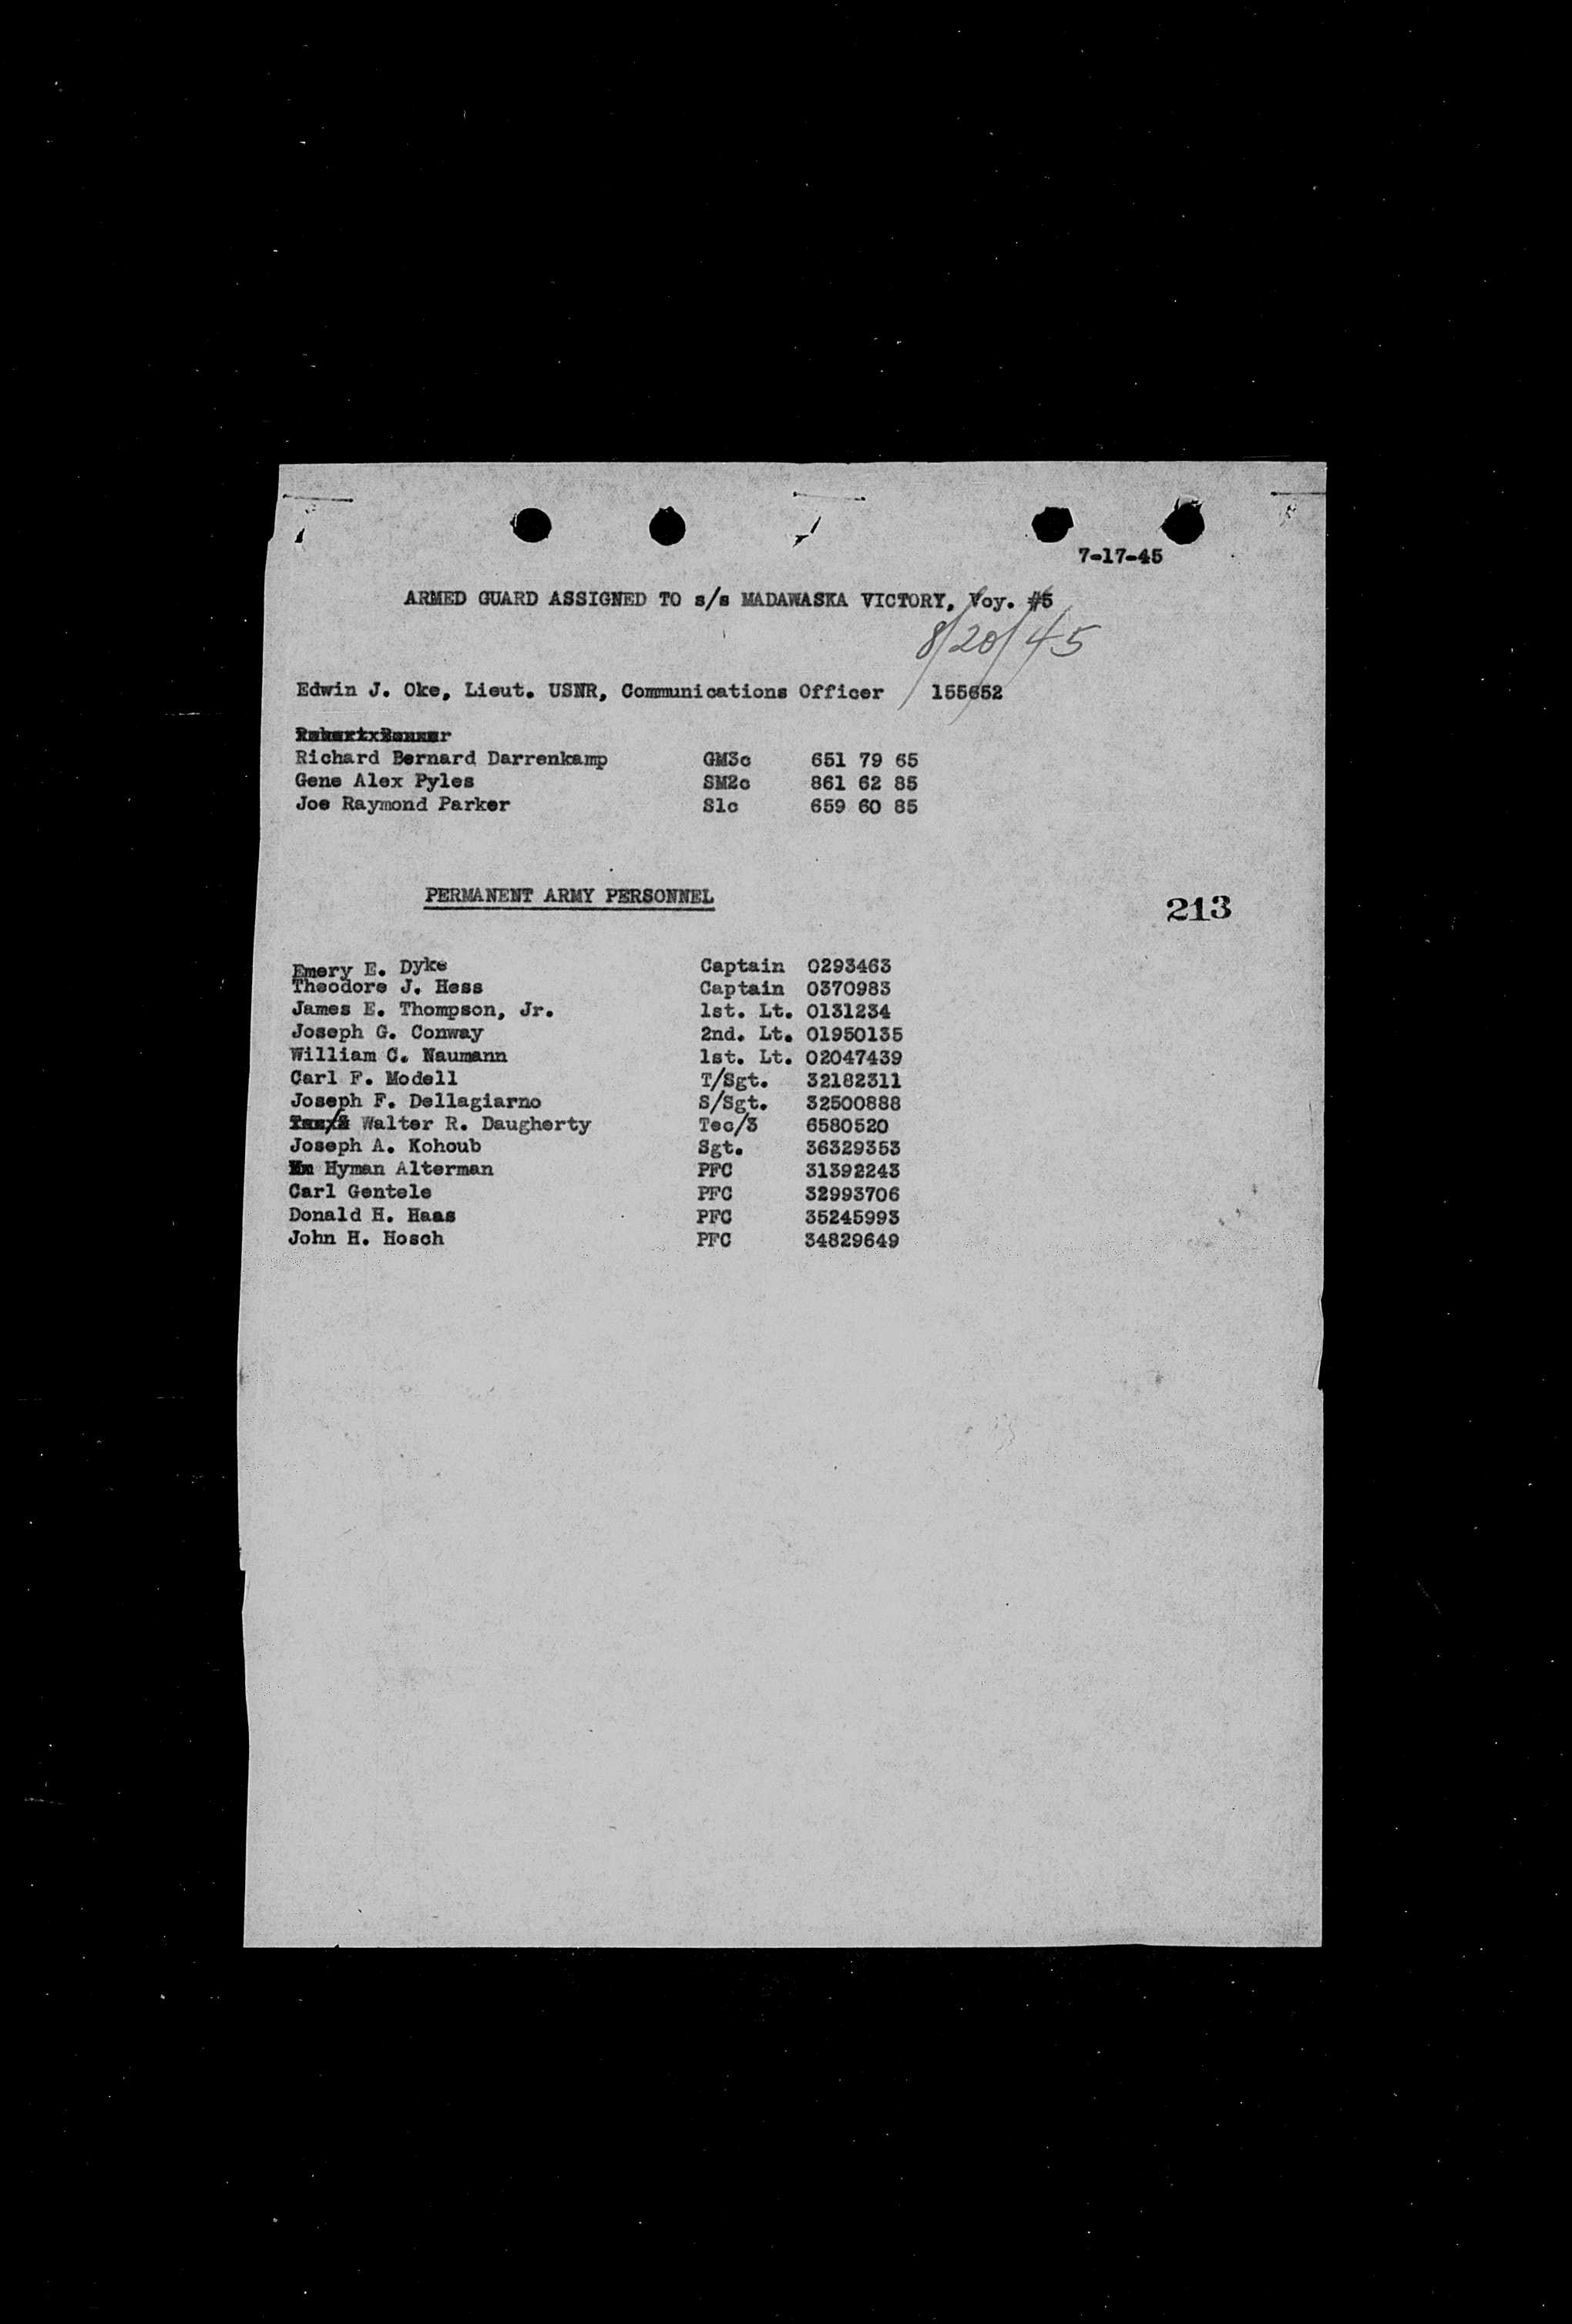 7-17-45
ARMED GUARD ASSIGNED TO s/s MADAWASKA VICTORY, Voy. #5
8/20/45
Edwin J. Oke, Lieut. USNR, Communications Officer 155652
Richard Bernard Darrenkamp GM3c 651 79 65
Gene Alex Pyles SM2c 861 62 85
Joe Raymond Parker S1c 659 60 85
PERMANENT ARMY PERSONNEL
213
Emery E. Dyke Captain 0293463
Theodore J. Hess Captain 0370983
James E. Thompson, Jr. 1st. Lt. 0131234
Joseph G. Conway 2nd. Lt. 01950135
William C. Naumann 1st. Lt. 02047439
Carl F. Modell T/Sgt. 32182311
Joseph F. Dellagiarno S/Sgt. 32500888
Walter R. Daugherty Tec/3 6580520
Joseph A. Kohoub Sgt. 36329353
Hyman Alterman PFC 31392243
Carl Gentele PFC 32993706
Donald H. Haas PFC 35245993
John H. Hosch PFC 34829649